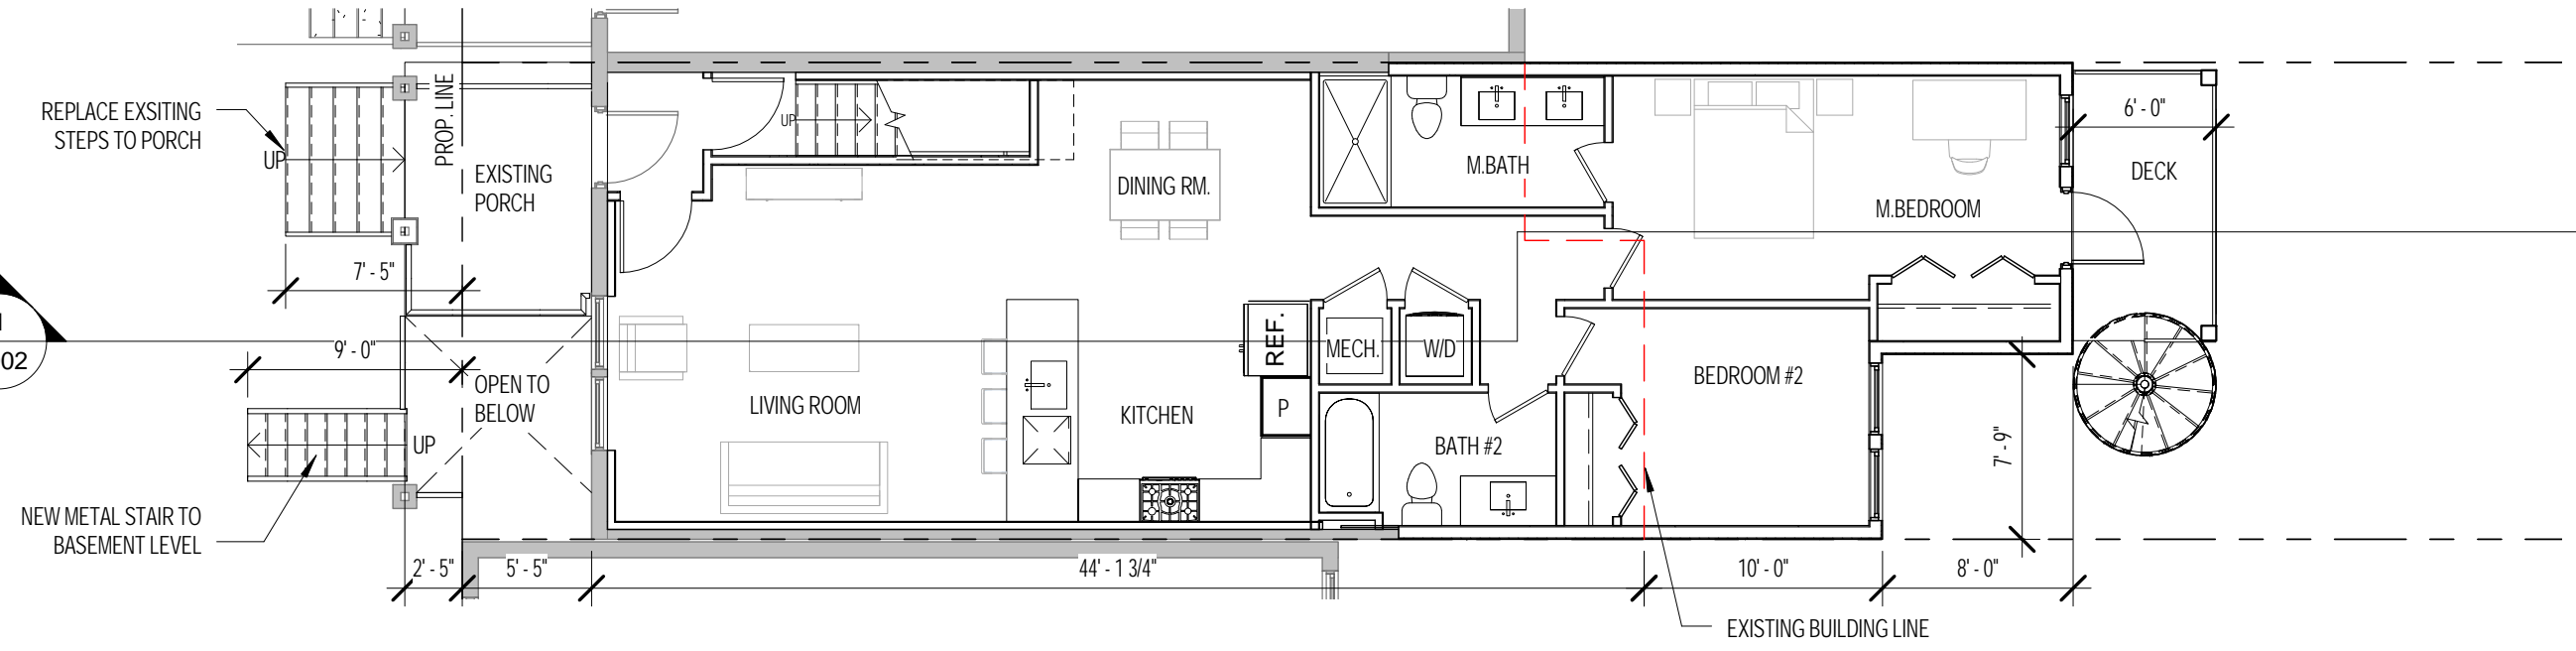 REPLACE EXSITING
STEPS TO PORCH
UP
PROP. LINE
EXISTING
PORCH
UP
DINING RM.
M.BATH
M.BEDROOM
6' - 0"
DECK
7' - 5"
02
9' - 0"
OPEN TO
BELOW
UP
LIVING ROOM
KITCHEN
REF.
P
MECH.
W/D
BATH #2
BEDROOM #2
7' - 9"
NEW METAL STAIR TO
BASEMENT LEVEL
2' - 5"
5' - 5"
44' - 1 3/4"
10' - 0"
8' - 0"
EXISTING BUILDING LINE